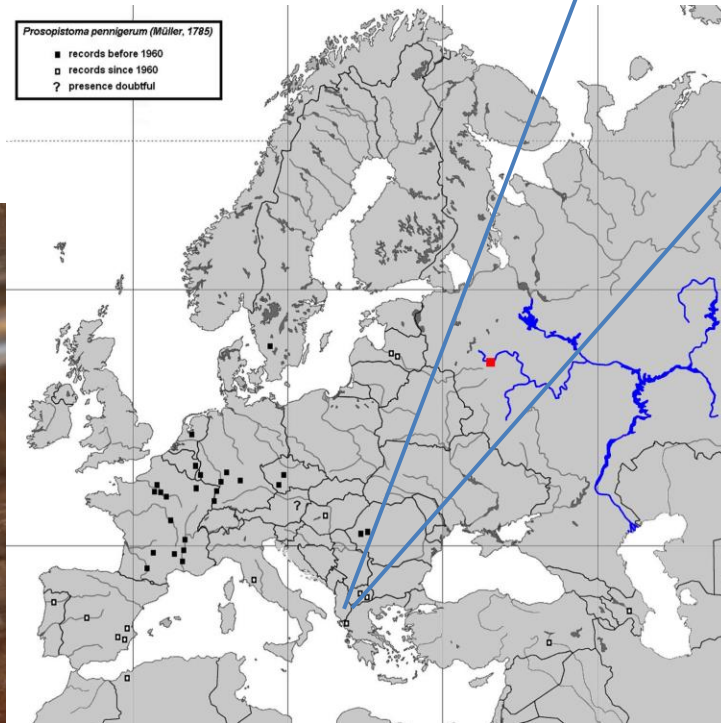 Prosopistoma pennigerum (Müller, 1785)
records before 1960
records since 1960
? presence doubtful
?